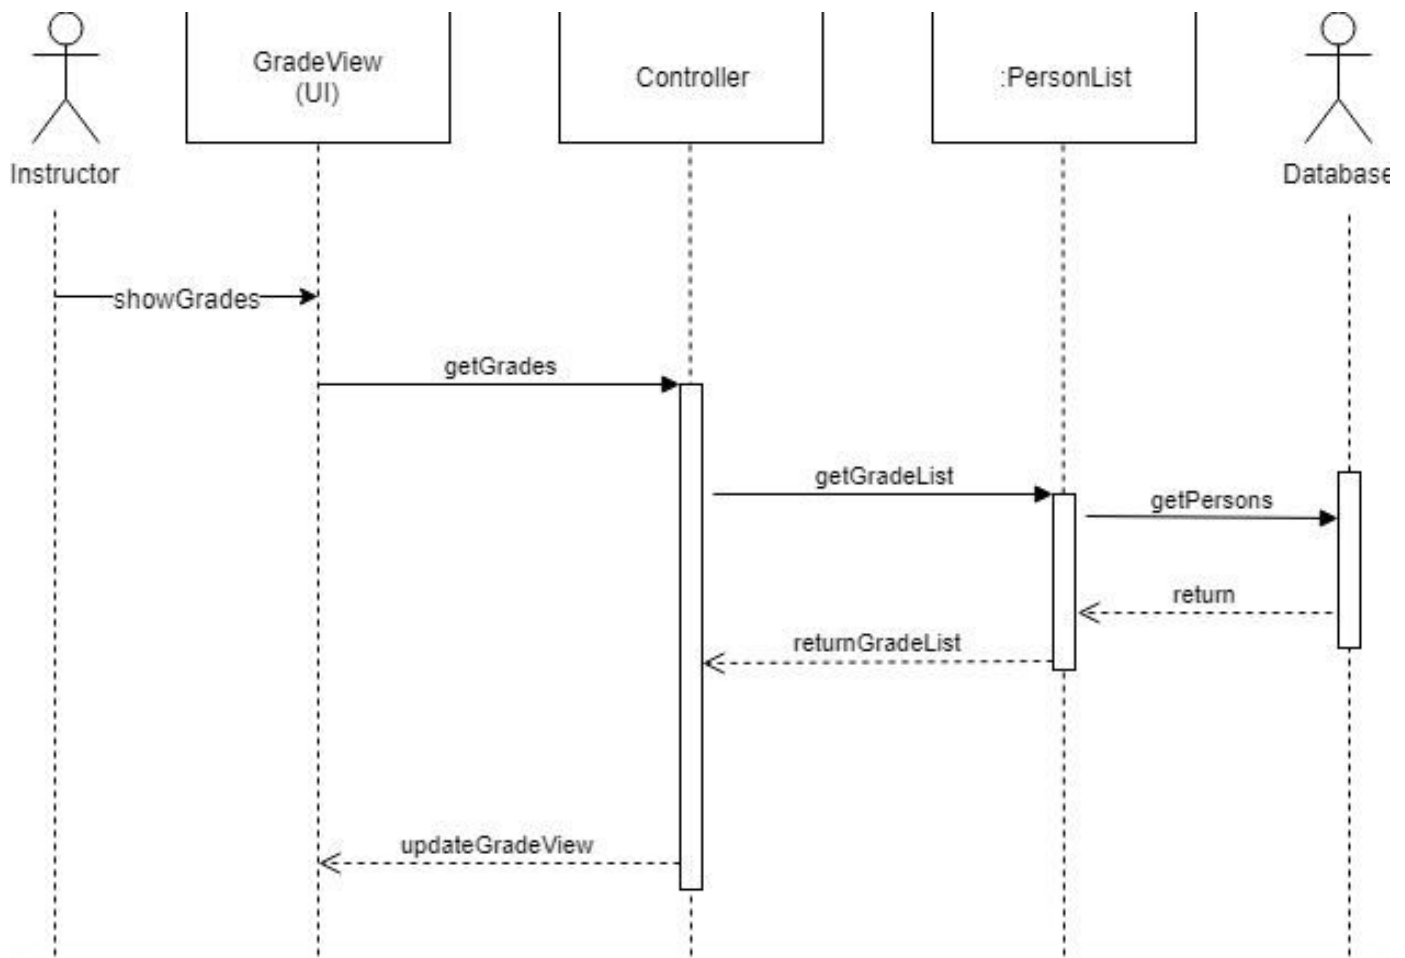 GradeView
(UI)
Controller
:PersonList
Instructor
Database
showGrades
getGrades
getGradeList
getPersons
return
returnGradeList
updateGradeView